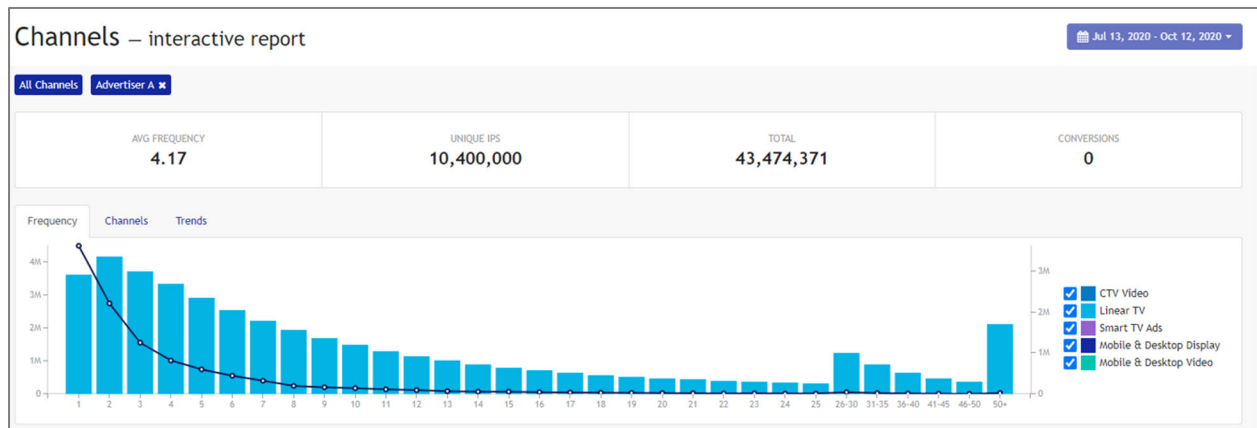 Channels – interactive report
Jul 13, 2020 - Oct 12, 2020
All Channels Advertiser A ✖
AVG FREQUENCY
4.17
UNIQUE IPS
10,400,000
TOTAL
43,474,371
CONVERSIONS
0
Frequency Channels Trends
4M
3M
2M
1M
0
3M
2M
1M
0
CTV Video
Linear TV
Smart TV Ads
Mobile & Desktop Display
Mobile & Desktop Video
1 2 3 4 5 6 7 8 9 10 11 12 13 14 15 16 17 18 19 20 21 22 23 24 25 26-30 31-35 36-40 41-45 46-50 50+